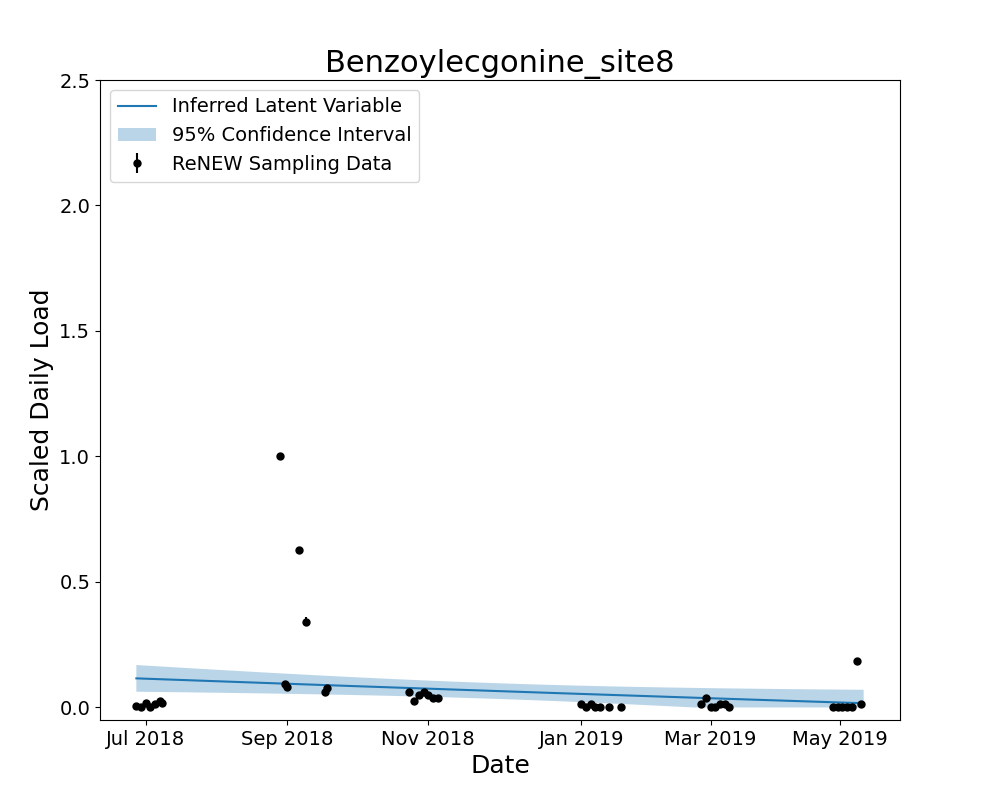 Benzoylecgonine_site8
Inferred Latent Variable
95% Confidence Interval
ReNEW Sampling Data
Scaled Daily Load
2.5
2.0
1.5
1.0
0.5
0.0
Jul 2018 Sep 2018 Nov 2018 Jan 2019 Mar 2019 May 2019
Date